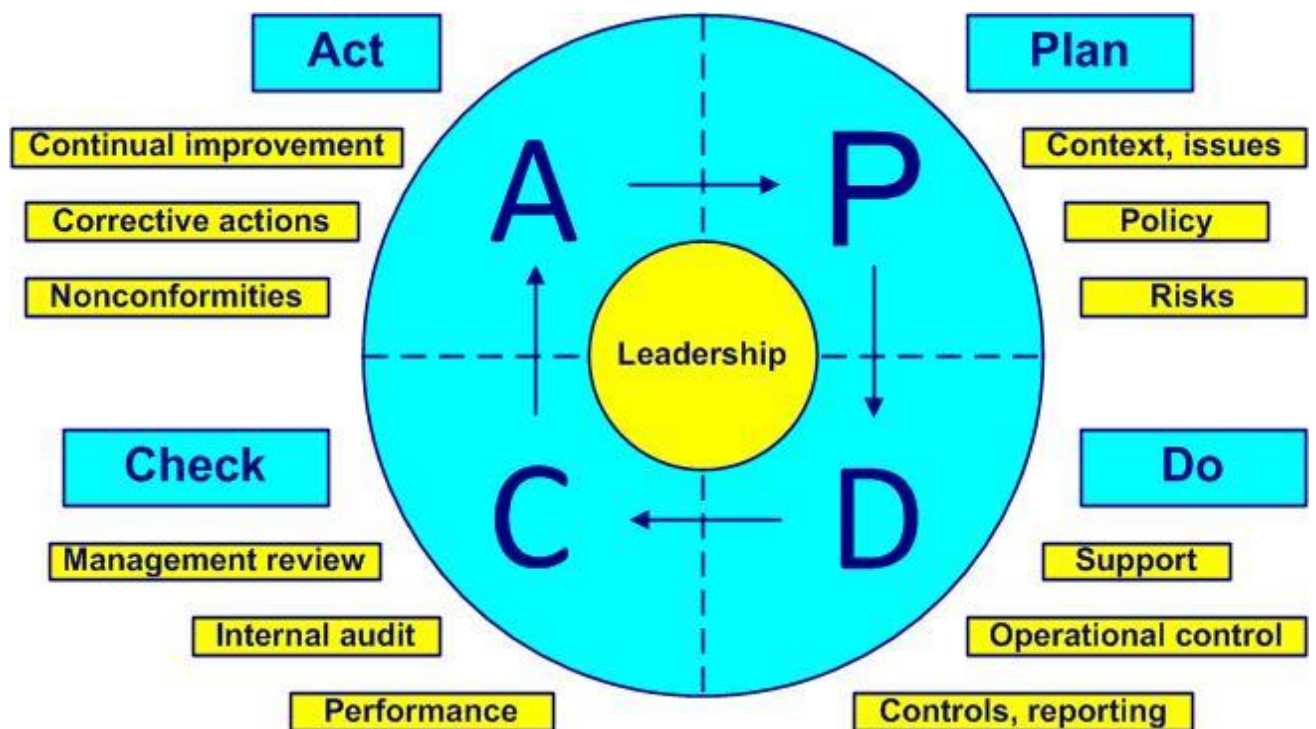 Act
Plan
Continual improvement
Context, issues
Corrective actions
Policy
Nonconformities
Risks
A
P
Leadership
Check
Do
C
D
Management review
Support
Internal audit
Operational control
Performance
Controls, reporting